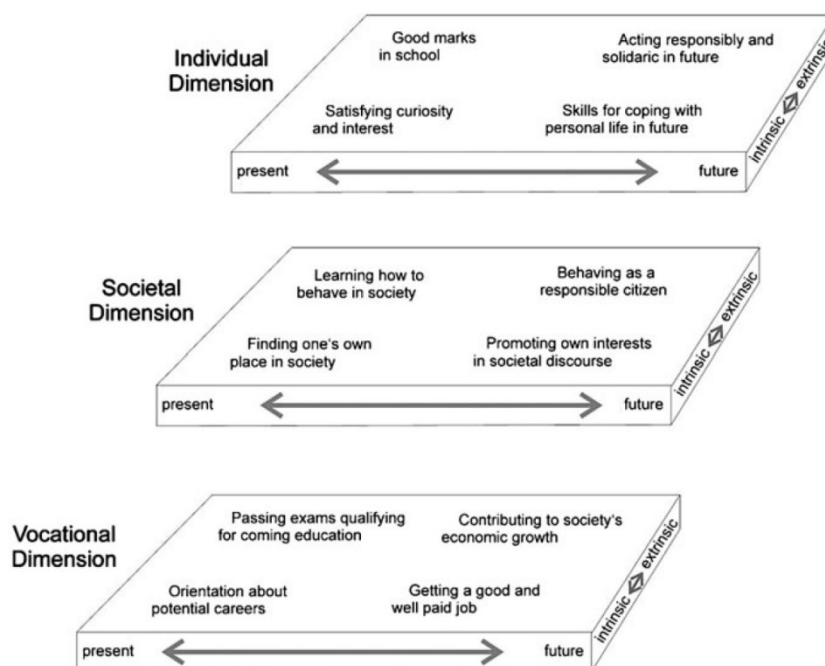 Individual
Dimension
Good marks
in school
Acting responsibly and
solidaric in future
Satisfying curiosity
and interest
Skills for coping with
personal life in future
present
future
intrinsic
extrinsic
Societal
Dimension
Learning how to
behave in society
Behaving as a
responsible citizen
Finding one's own
place in society
Promoting own interests
in societal discourse
present
future
intrinsic
extrinsic
Vocational
Dimension
Passing exams qualifying
for coming education
Contributing to society's
economic growth
Orientation about
potential careers
Getting a good and
well paid job
present
future
intrinsic
extrinsic